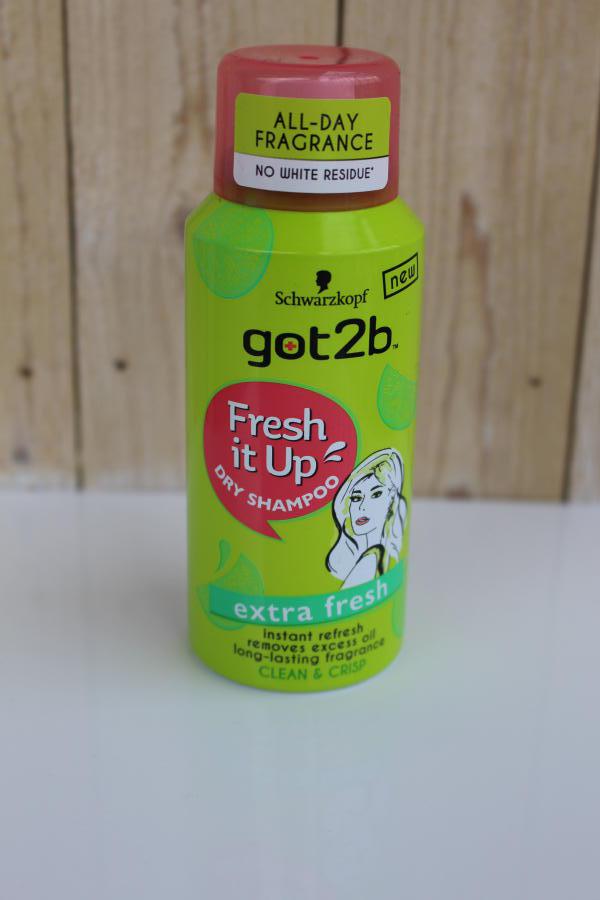 ALL-DAY
FRAGRANCE
NO WHITE RESIDUE*
new
Schwarzkopf
got2b™
Fresh
it Up
DRY SHAMPOO
extra fresh
instant refresh
removes excess oil
long-lasting fragrance
CLEAN & CRISP